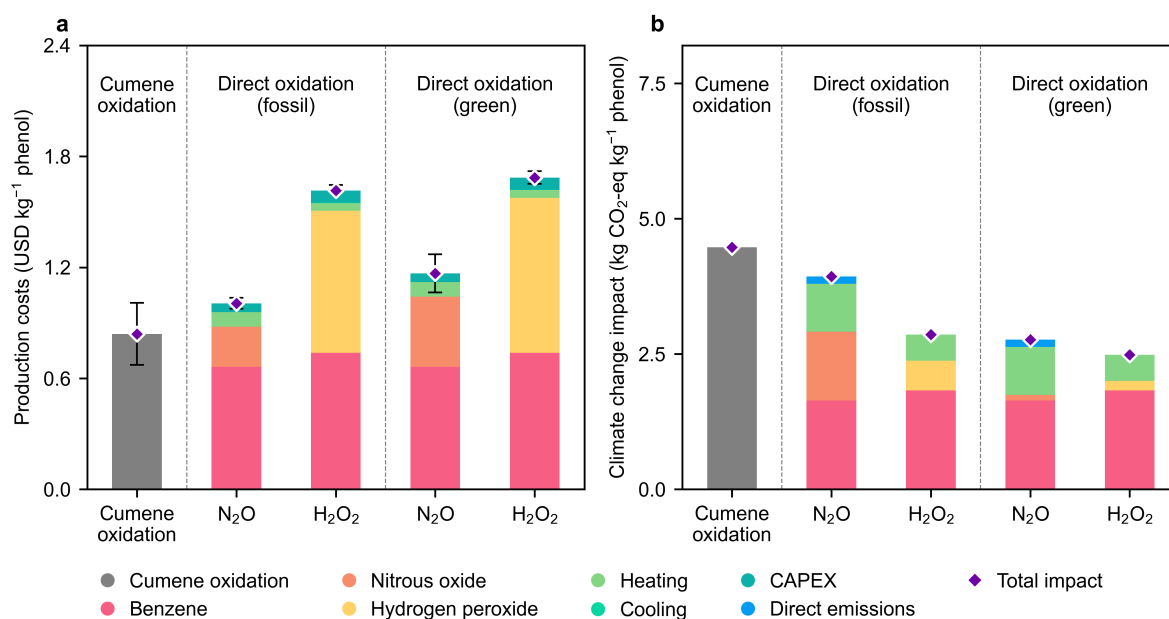 a
Production costs (USD kg⁻¹ phenol)
2.4
1.8
1.2
0.6
0.0
Cumene
oxidation
Direct oxidation
(fossil)
Direct oxidation
(green)
Cumene
oxidation
N₂O
H₂O₂
N₂O
H₂O₂
b
Climate change impact (kg CO₂-eq kg⁻¹ phenol)
7.5
5.0
2.5
0.0
Cumene
oxidation
Direct oxidation
(fossil)
Direct oxidation
(green)
Cumene
oxidation
N₂O
H₂O₂
N₂O
H₂O₂
Cumene oxidation
Benzene
Nitrous oxide
Hydrogen peroxide
Heating
Cooling
CAPEX
Direct emissions
Total impact